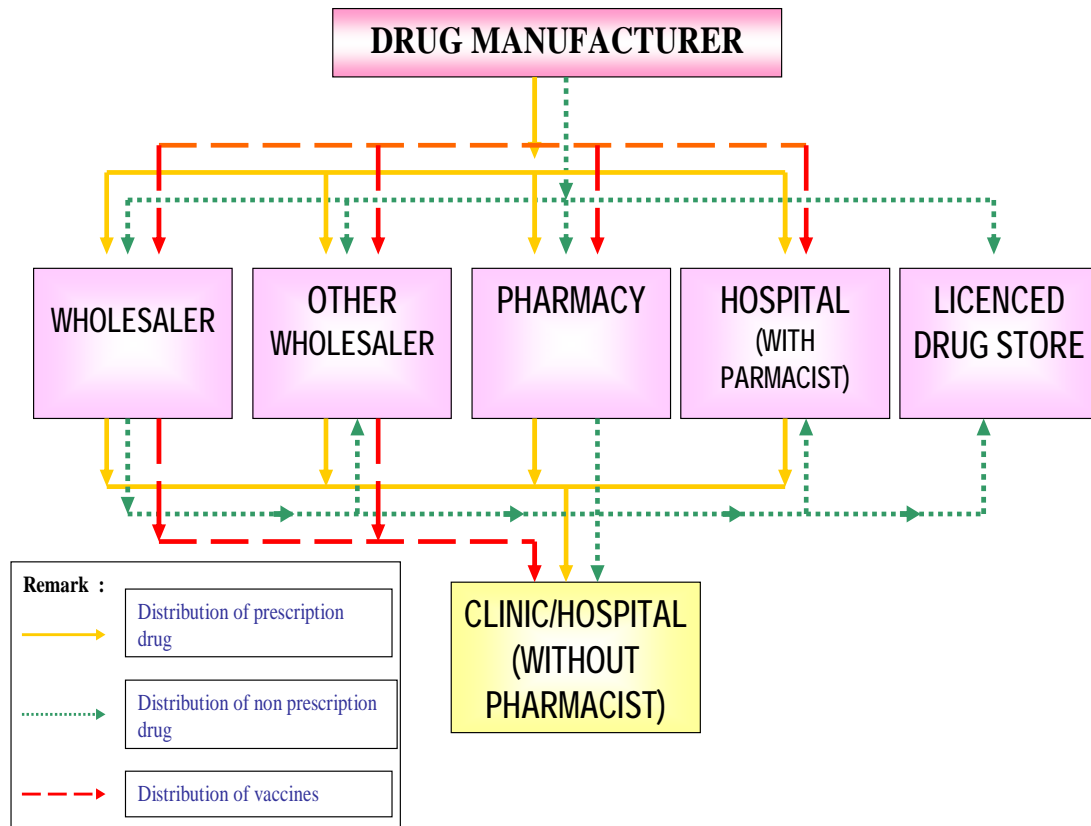 DRUG MANUFACTURER
WHOLESALER
OTHER
WHOLESALER
PHARMACY
HOSPITAL
(WITH
PARMACIST)
LICENCED
DRUG STORE
Remark :
Distribution of prescription
drug
Distribution of non prescription
drug
Distribution of vaccines
CLINIC/HOSPITAL
(WITHOUT
PHARMACIST)